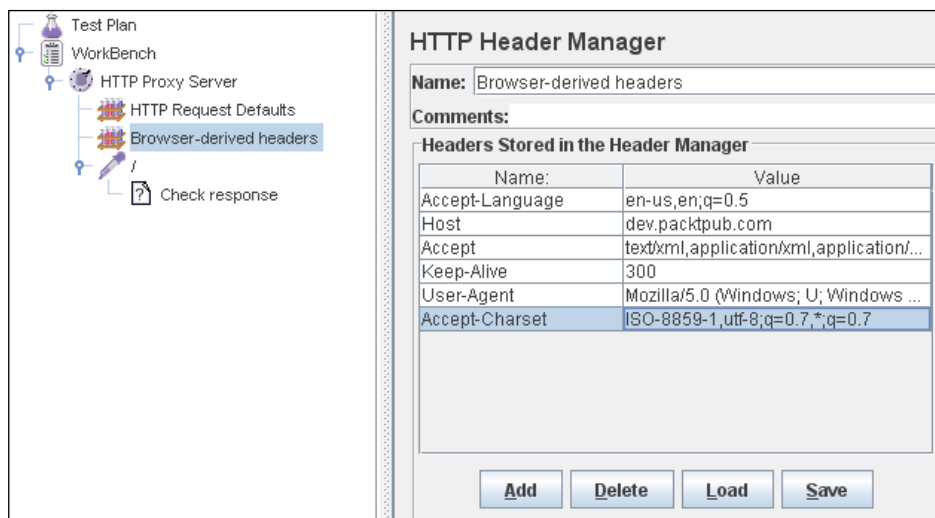 Test Plan
WorkBench
HTTP Proxy Server
HTTP Request Defaults
Browser-derived headers
/
Check response
HTTP Header Manager
Name: Browser-derived headers
Comments:
Headers Stored in the Header Manager
Name: Value
Accept-Language en-us,en;q=0.5
Host dev.packtpub.com
Accept text/xml,application/xml,application/...
Keep-Alive 300
User-Agent Mozilla/5.0 (Windows; U; Windows ...
Accept-Charset ISO-8859-1,utf-8;q=0.7,*;q=0.7
Add Delete Load Save